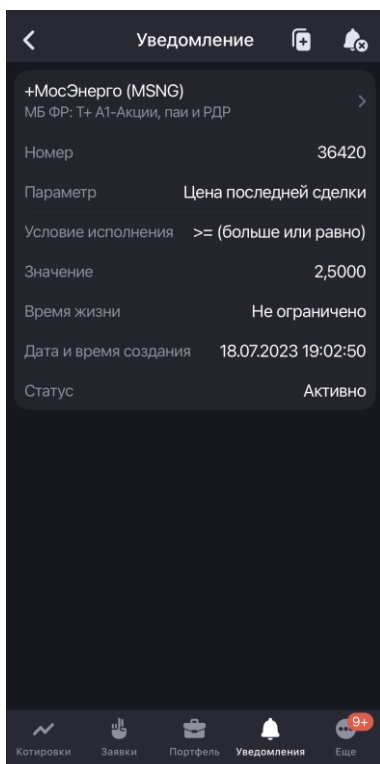 Уведомление
+МосЭнерго (MSNG)
МБ ФР: Т+ А1-Акции, паи и РДР
Номер 36420
Параметр Цена последней сделки
Условие исполнения >= (больше или равно)
Значение 2,5000
Время жизни Не ограничено
Дата и время создания 18.07.2023 19:02:50
Статус Активно
9+
Котировки Заявки Портфель Уведомления Еще